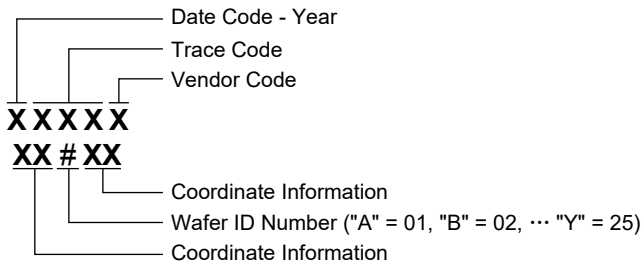 Date Code - Year
Trace Code
Vendor Code
X X X X X
XX # XX
Coordinate Information
Wafer ID Number ("A" = 01, "B" = 02, ··· "Y" = 25)
Coordinate Information